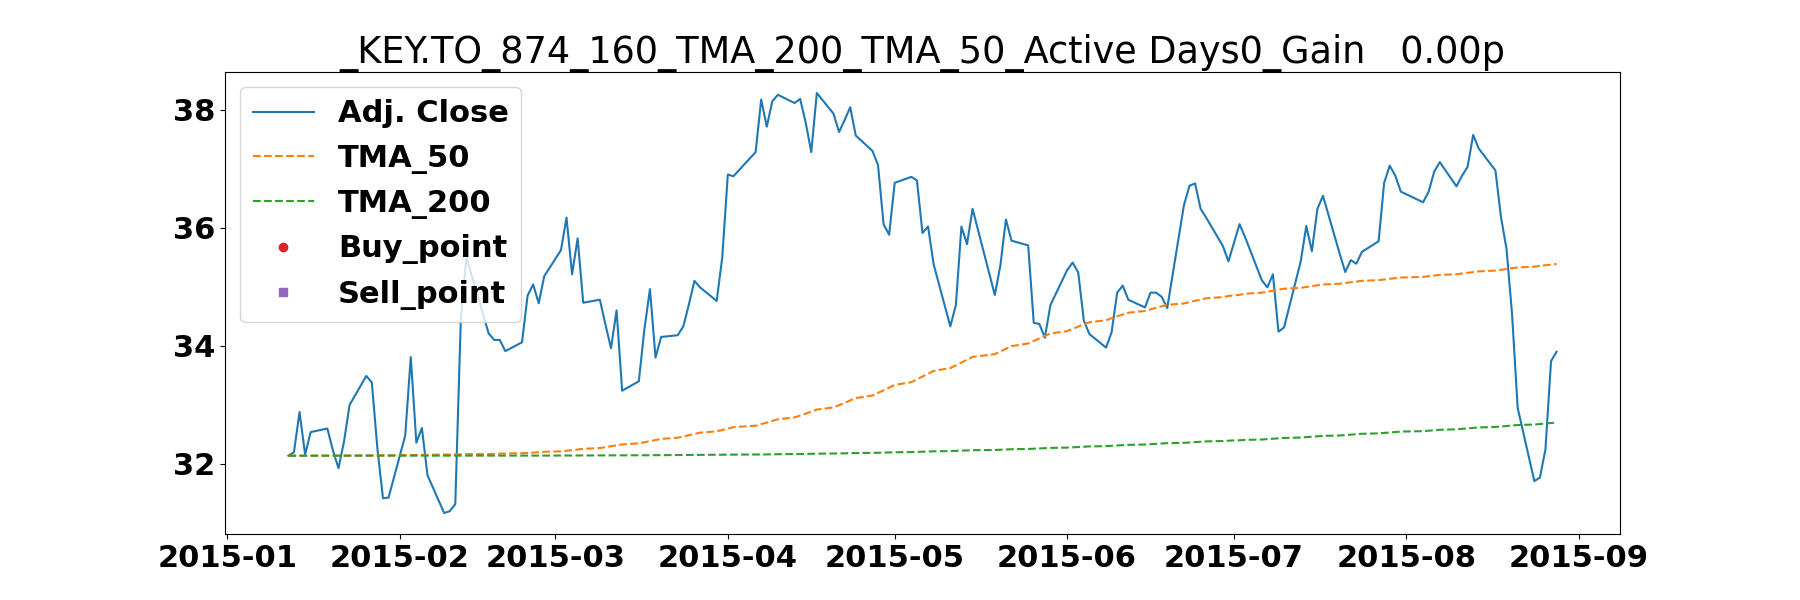 _KEY.TO_874_160_TMA_200_TMA_50_Active Days0_Gain   0.00p
38
36
34
32
Adj. Close
TMA_50
TMA_200
Buy_point
Sell_point
2015-01 2015-02 2015-03 2015-04 2015-05 2015-06 2015-07 2015-08 2015-09